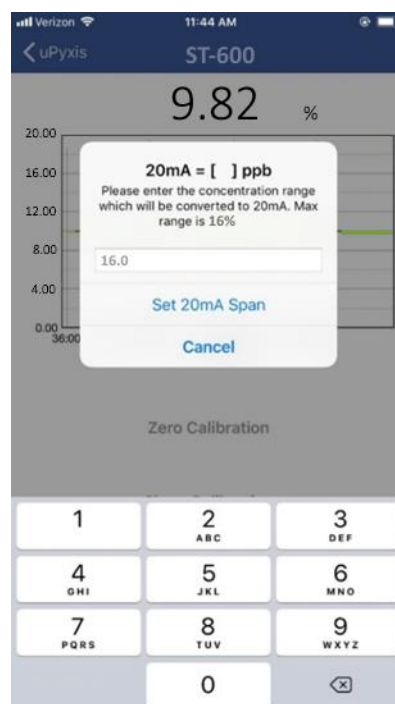 Verizon 11:44 AM
uPyxis ST-600
9.82 %
20.00
16.00
12.00
8.00
4.00
0.00
36:00
20mA = [ ] ppb
Please enter the concentration range
which will be converted to 20mA. Max
range is 16%
16.0
Set 20mA Span
Cancel
Zero Calibration
1 2 3
ABC DEF
4 5 6
GHI JKL MNO
7 8 9
PQRS TUV WXYZ
0